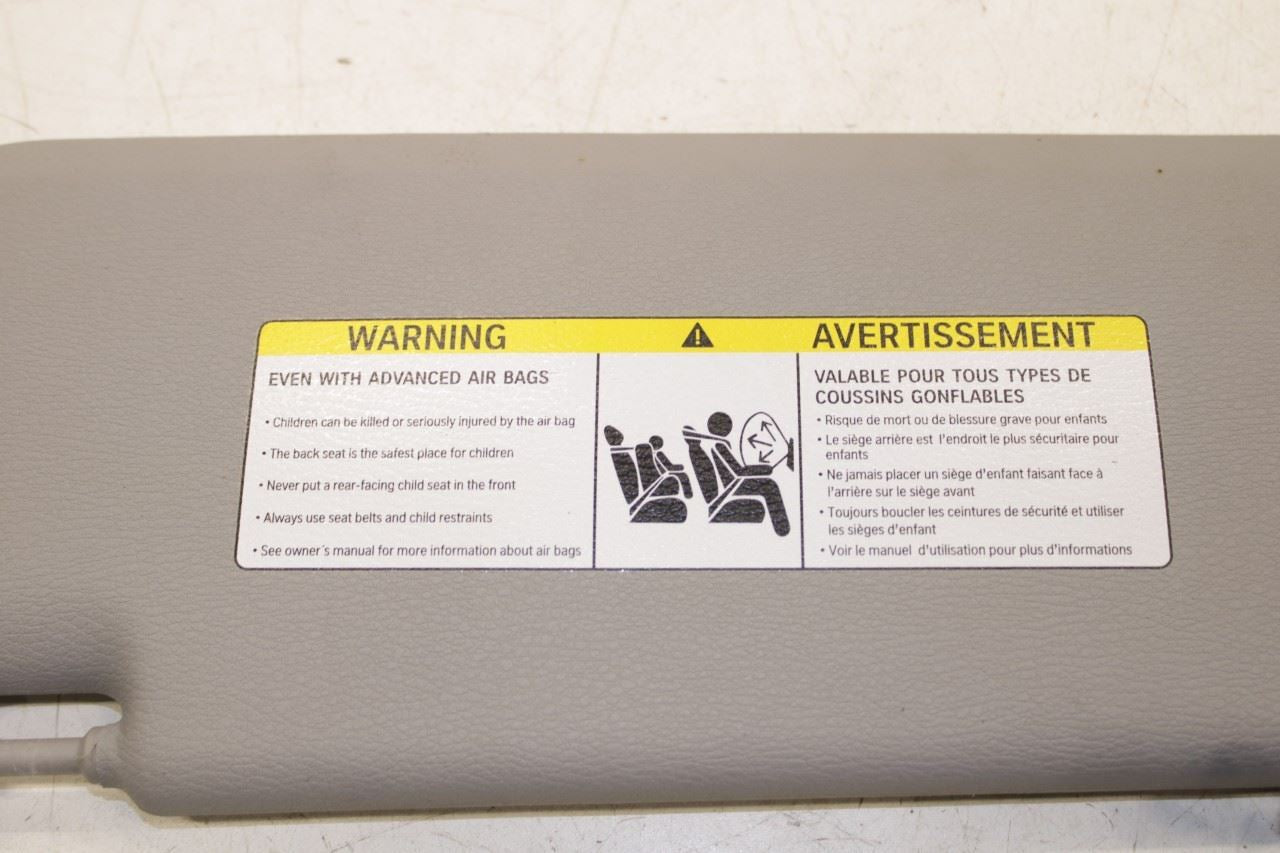 WARNING
EVEN WITH ADVANCED AIR BAGS
• Children can be killed or seriously injured by the air bag
• The back seat is the safest place for children
• Never put a rear-facing child seat in the front
• Always use seat belts and child restraints
• See owner´s manual for more information about air bags
AVERTISSEMENT
VALABLE POUR TOUS TYPES DE
COUSSINS GONFLABLES
• Risque de mort ou de blessure grave pour enfants
• Le siège arrière est l'endroit le plus sécuritaire pour
enfants
• Ne jamais placer un siège d'enfant faisant face à
l'arrière sur le siège avant
• Toujours boucler les ceintures de sécurité et utiliser
les sièges d'enfant
• Voir le manuel d'utilisation pour plus d'informations